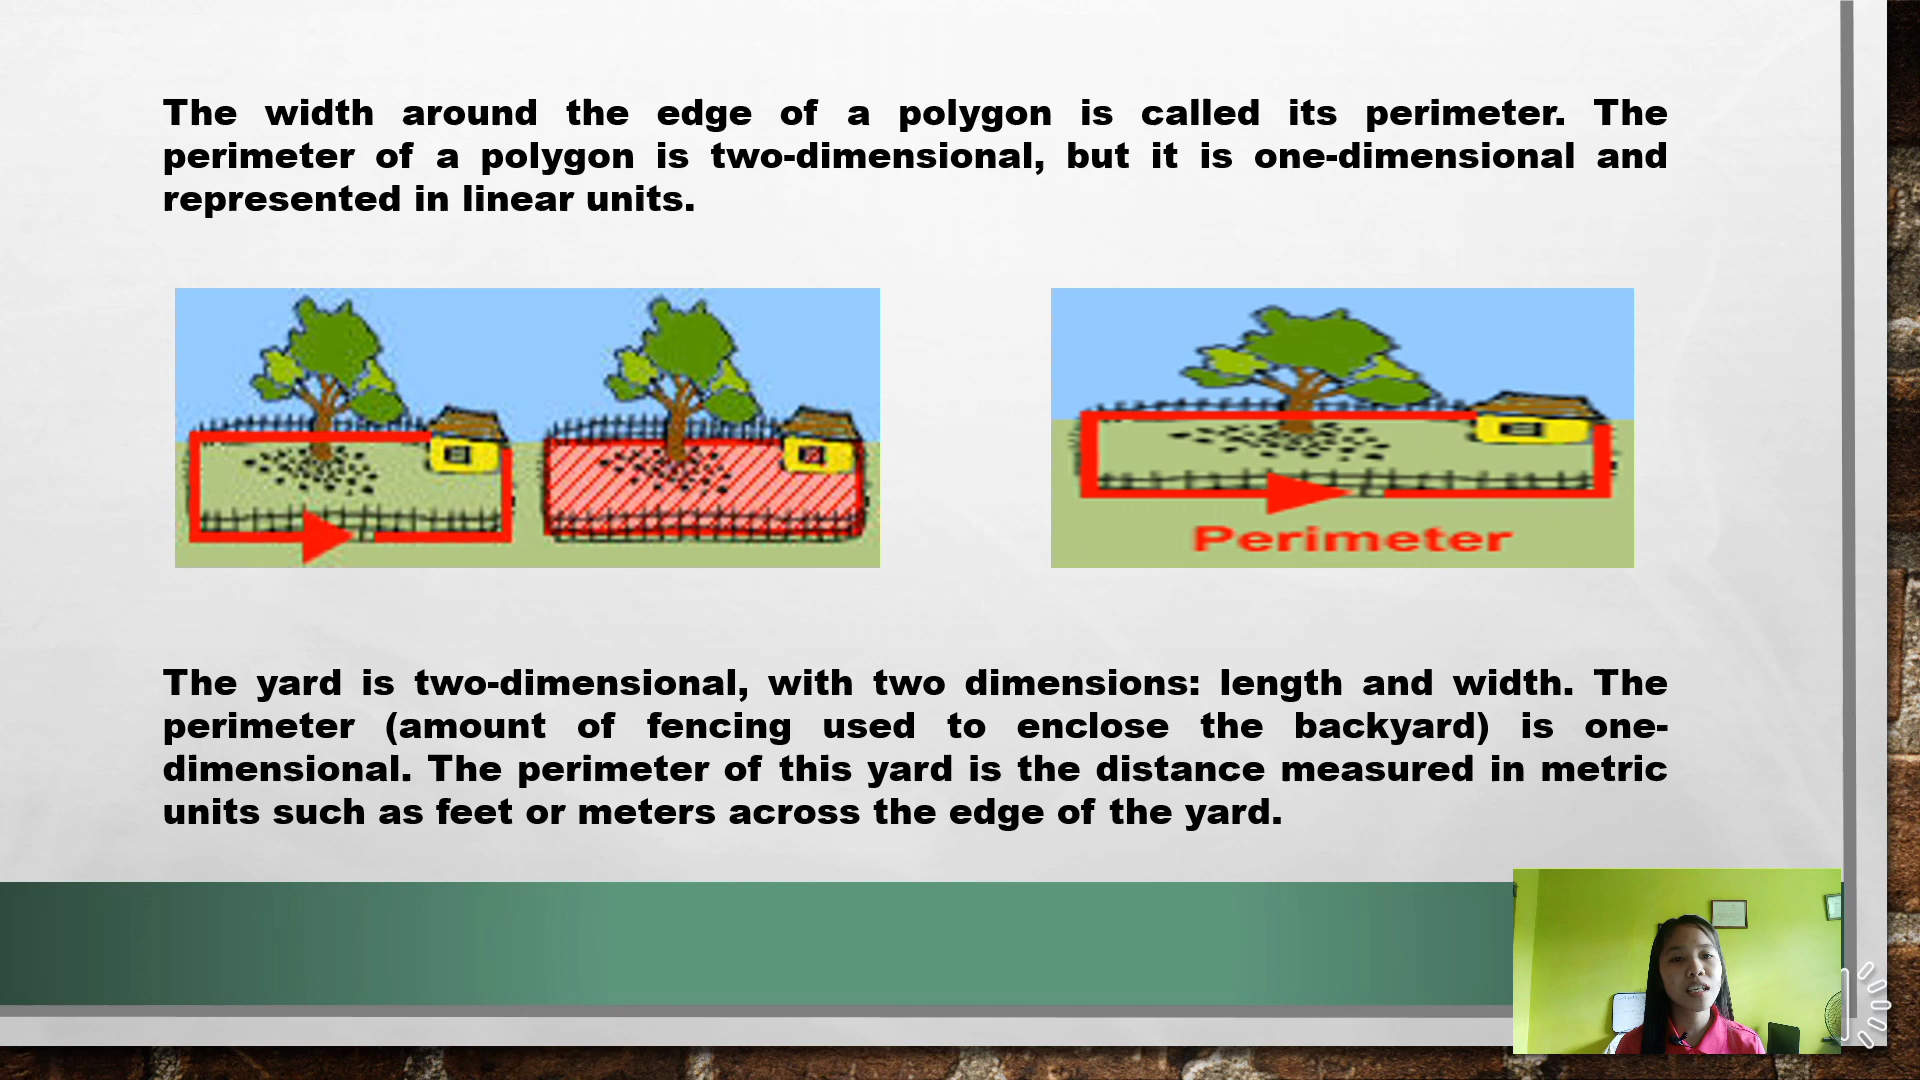 The width around the edge of a polygon is called its perimeter. The
perimeter of a polygon is two-dimensional, but it is one-dimensional and
represented in linear units.
Perimeter
The yard is two-dimensional, with two dimensions: length and width. The
perimeter (amount of fencing used to enclose the backyard) is one-
dimensional. The perimeter of this yard is the distance measured in metric
units such as feet or meters across the edge of the yard.